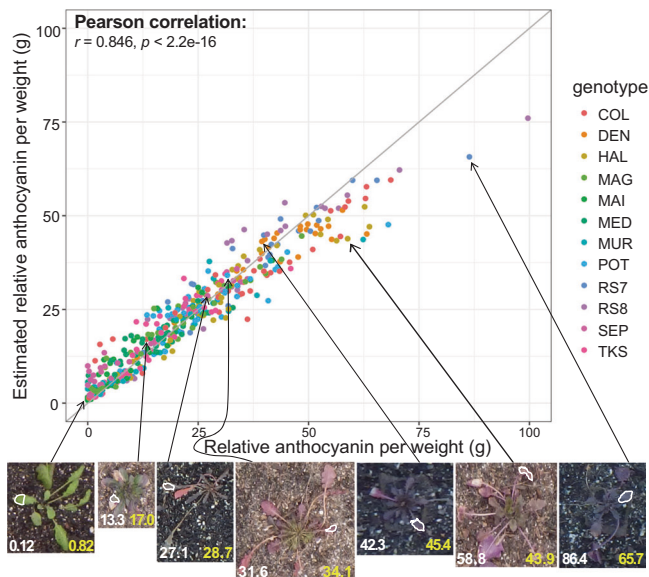 Pearson correlation:
r = 0.846, p < 2.2e-16
Estimated relative anthocyanin per weight (g)
100
75
50
25
0
0 25 50 75 100
Relative anthocyanin per weight (g)
genotype
COL
DEN
HAL
MAG
MAI
MED
MUR
POT
RS7
RS8
SEP
TKS
0.12 0.82
13.3 17.0
27.1 28.7
31.6 34.1
42.3 45.4
58.8 43.9
86.4 65.7